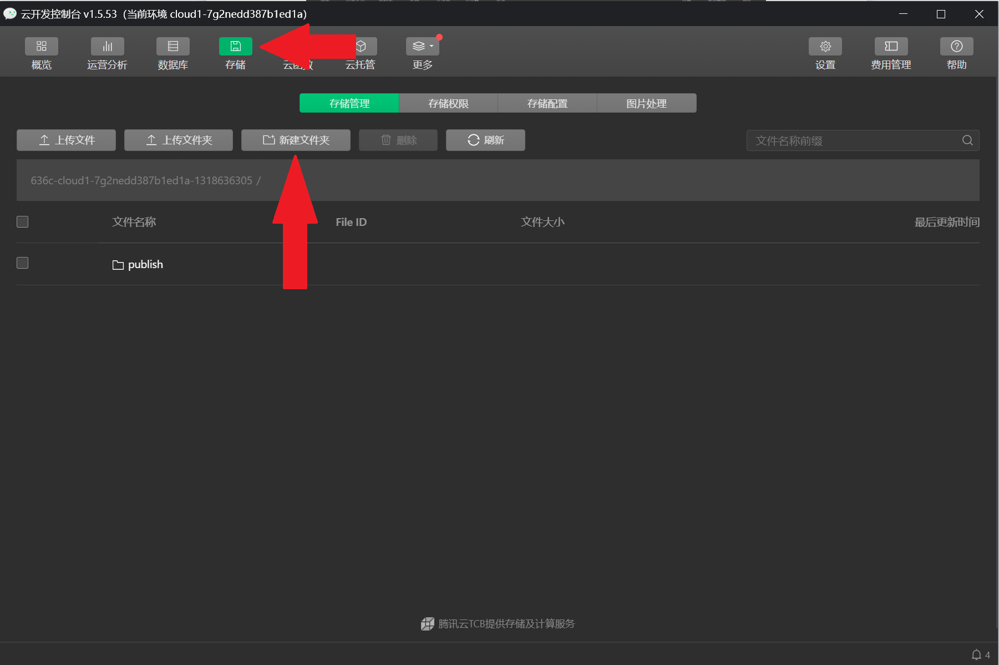 云开发控制台 v1.5.53（当前环境 cloud1-7g2nedd387b1ed1a）
概览 运营分析 数据库 存储 云函数 云托管 更多 设置 费用管理 帮助
存储管理 存储权限 存储配置 图片处理
上传文件 上传文件夹 新建文件夹 删除 刷新 文件名称前缀
636c-cloud1-7g2nedd387b1ed1a-1318636305 /
文件名称 File ID 文件大小 最后更新时间
publish
腾讯云TCB提供存储及计算服务
4